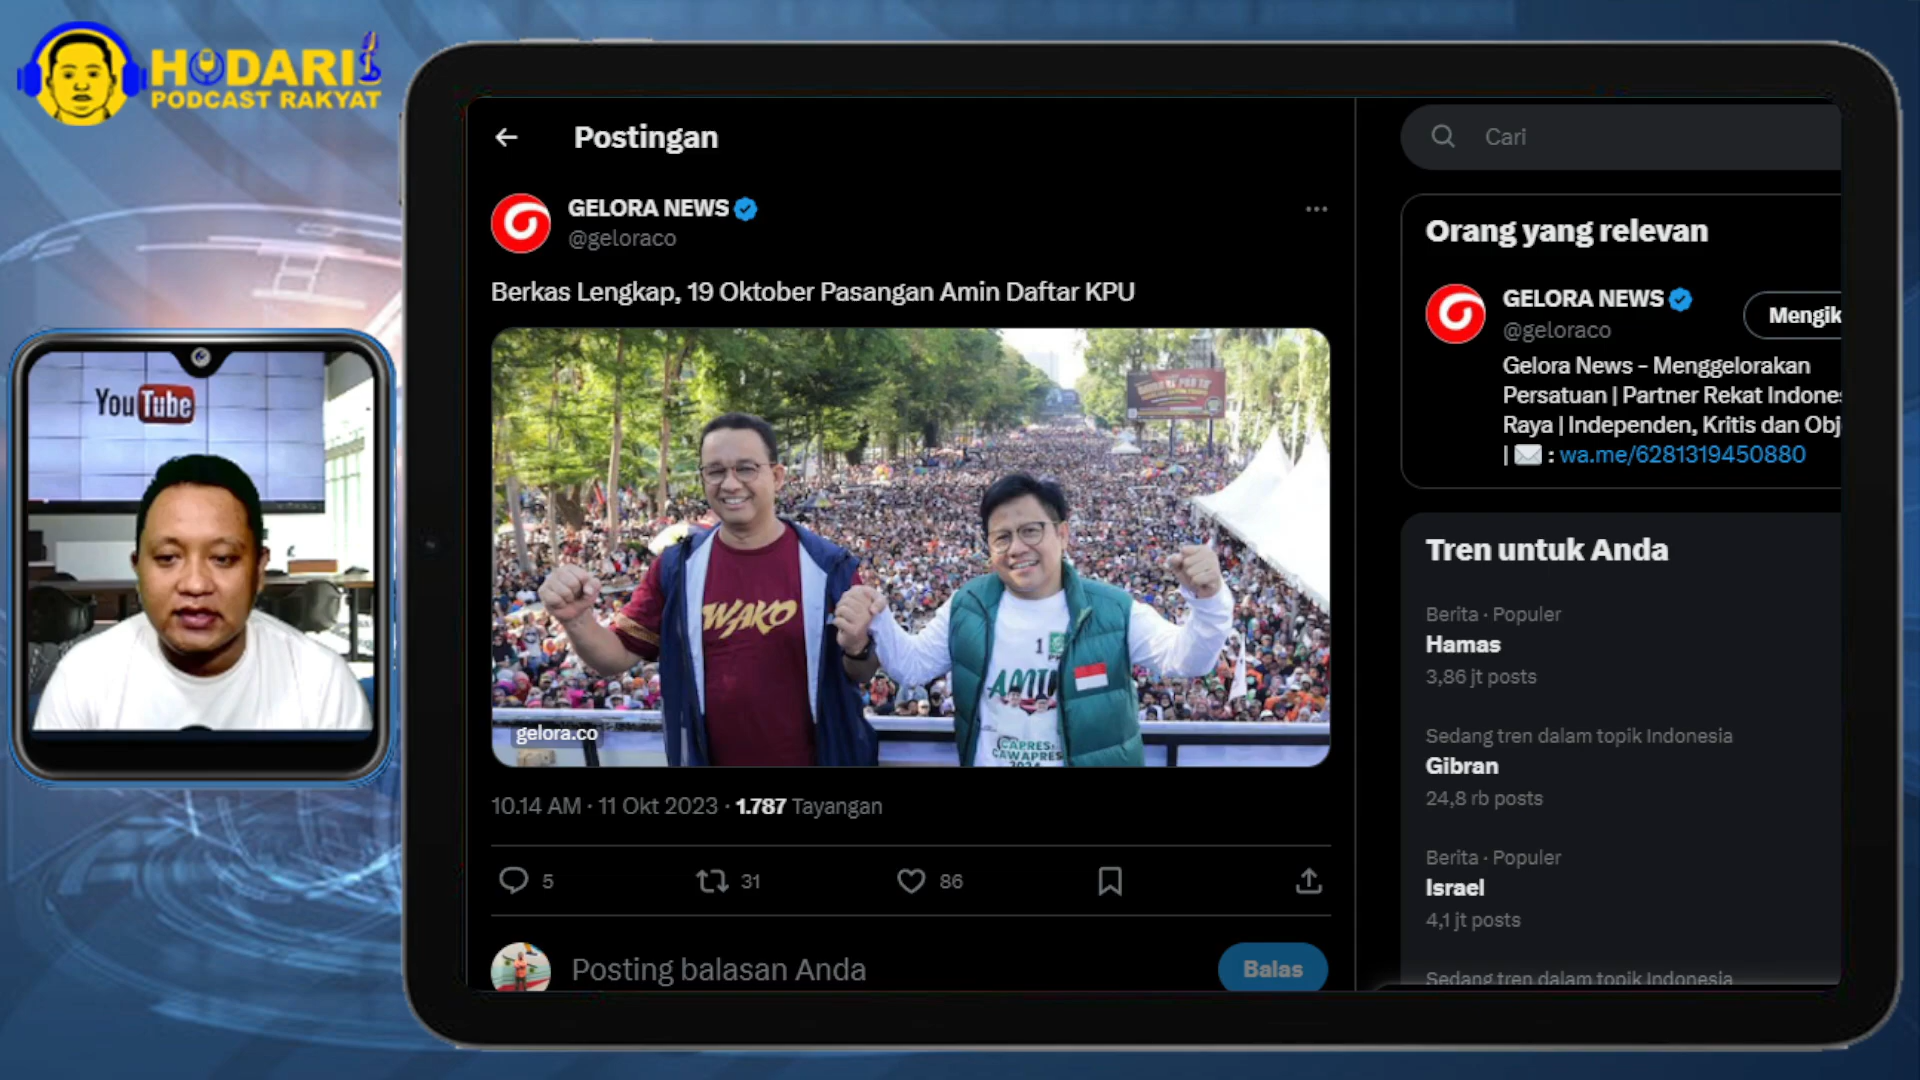 HODARI
PODCAST RAKYAT
YouTube
Postingan
GELORA NEWS
@geloraco
Berkas Lengkap, 19 Oktober Pasangan Amin Daftar KPU
WAKO
1
AMIN
CAPRES
CAWAPRES
2024
gelora.co
10.14 AM · 11 Okt 2023 · 1.787 Tayangan
5
31
86
Posting balasan Anda
Balas
Cari
Orang yang relevan
GELORA NEWS
@geloraco
Mengik
Gelora News - Menggelorakan
Persatuan | Partner Rekat Indones
Raya | Independen, Kritis dan Obj
| ✉ : wa.me/6281319450880
Tren untuk Anda
Berita · Populer
Hamas
3,86 jt posts
Sedang tren dalam topik Indonesia
Gibran
24,8 rb posts
Berita · Populer
Israel
4,1 jt posts
Sedang tren dalam topik Indonesia